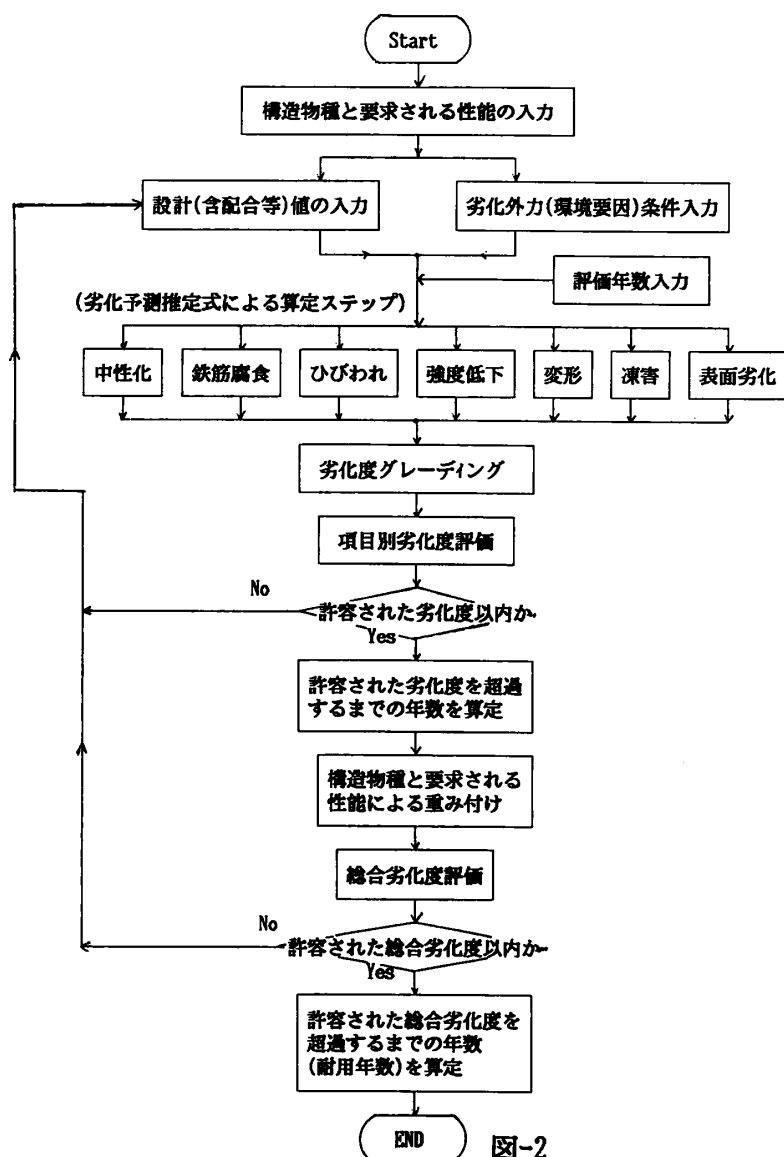 Start
構造物種と要求される性能の入力
設計(含配合等)値の入力
劣化外力(環境要因)条件入力
評価年数入力
(劣化予測推定式による算定ステップ)
中性化
鉄筋腐食
ひびわれ
強度低下
変形
凍害
表面劣化
劣化度グレーディング
項目別劣化度評価
No
許容された劣化度以内か
Yes
許容された劣化度を超過
するまでの年数を算定
構造物種と要求される
性能による重み付け
総合劣化度評価
No
許容された総合劣化度以内か
Yes
許容された総合劣化度を
超過するまでの年数
(耐用年数)を算定
END
図-2